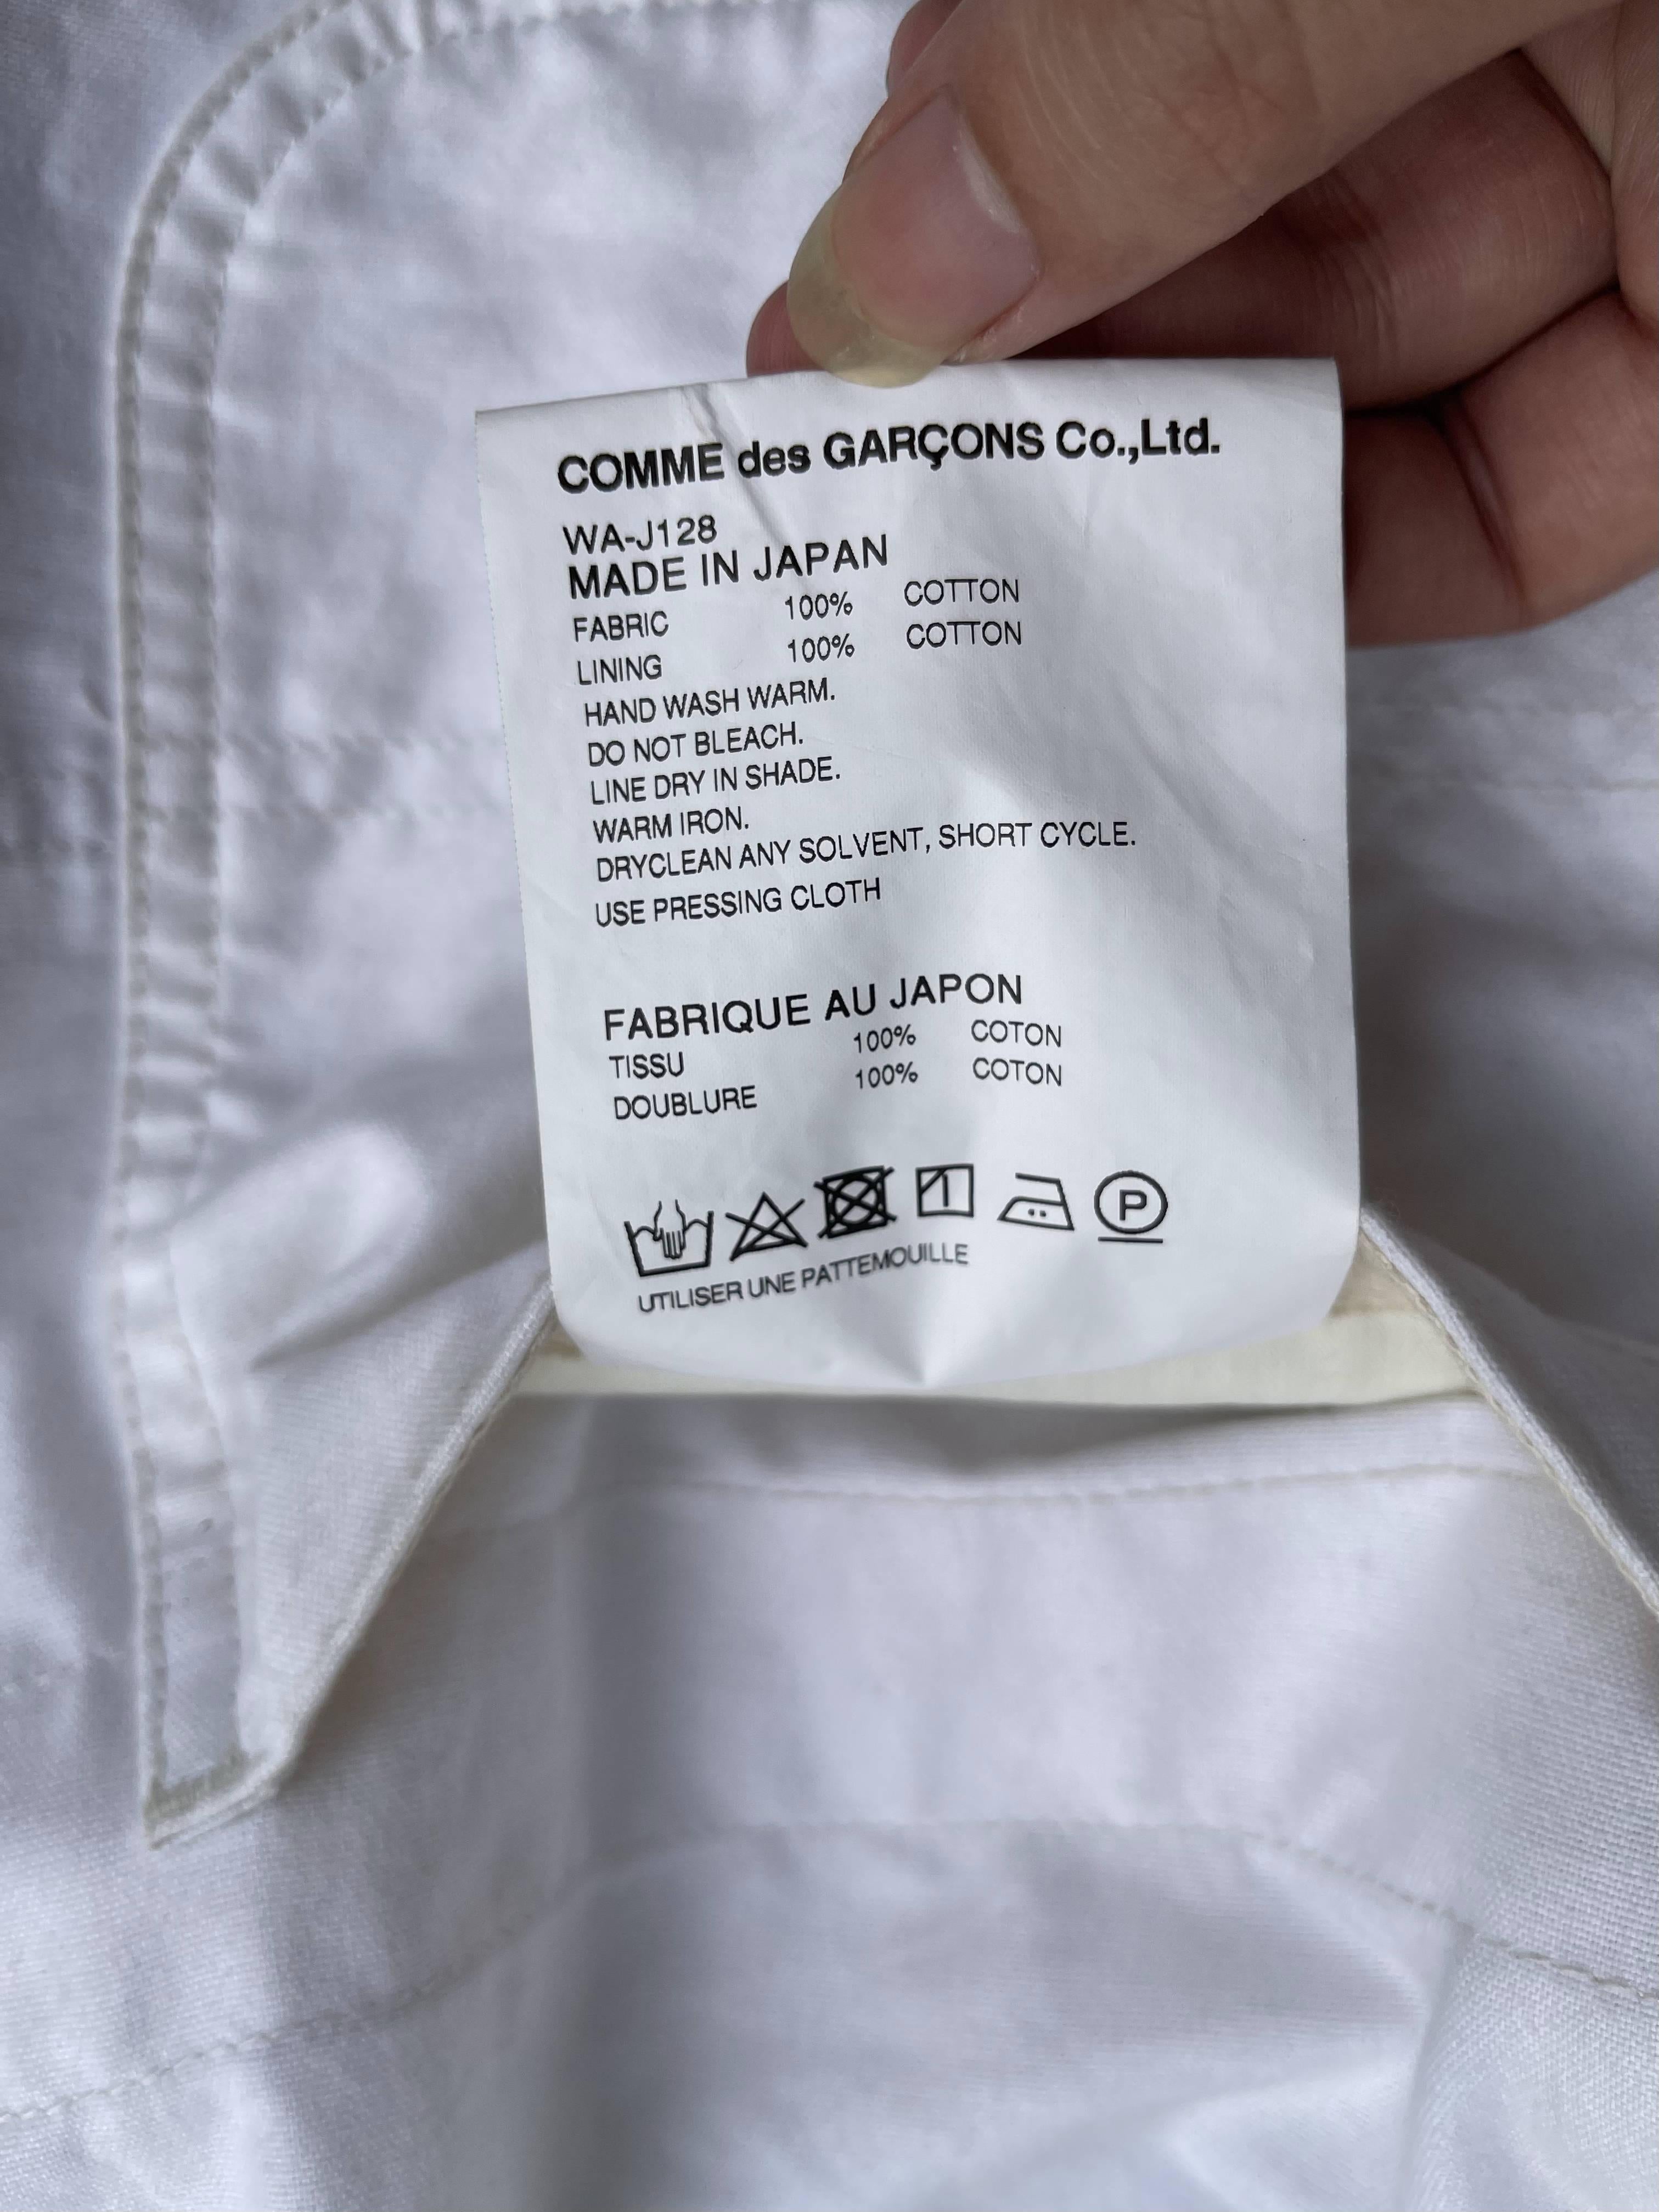 COMME des GARÇONS Co.,Ltd.
WA-J128
MADE IN JAPAN
FABRIC 100% COTTON
LINING 100% COTTON
HAND WASH WARM.
DO NOT BLEACH.
LINE DRY IN SHADE.
WARM IRON.
DRYCLEAN ANY SOLVENT, SHORT CYCLE.
USE PRESSING CLOTH
FABRIQUE AU JAPON
TISSU 100% COTON
DOUBLURE 100% COTON
P
UTILISER UNE PATTEMOUILLE